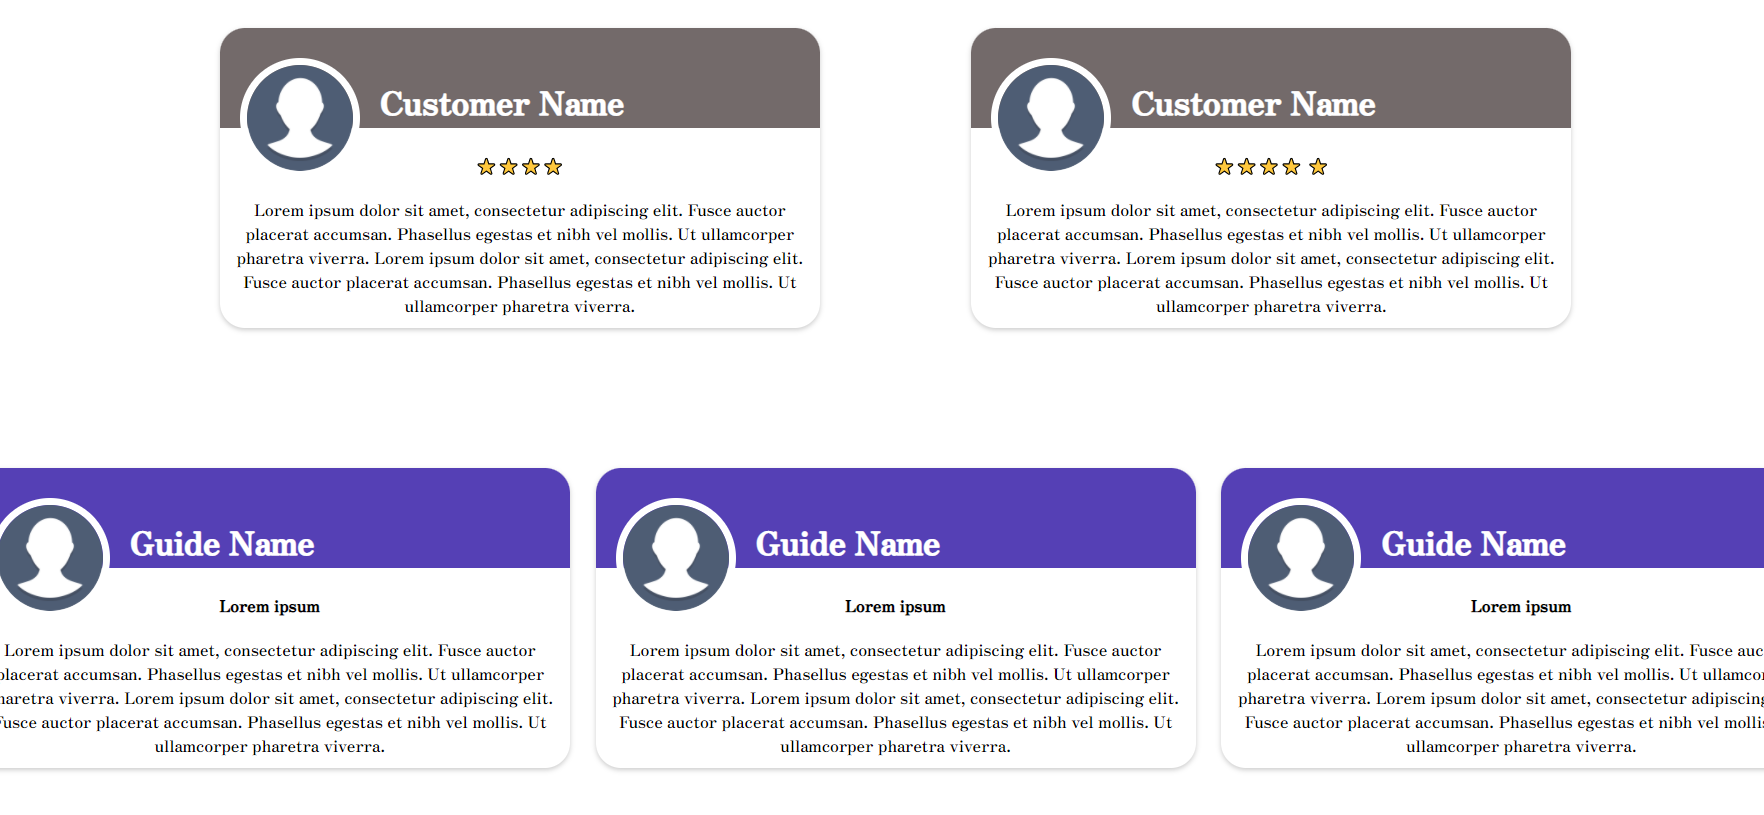 Customer Name
★★★★
Lorem ipsum dolor sit amet, consectetur adipiscing elit. Fusce auctor
placerat accumsan. Phasellus egestas et nibh vel mollis. Ut ullamcorper
pharetra viverra. Lorem ipsum dolor sit amet, consectetur adipiscing elit.
Fusce auctor placerat accumsan. Phasellus egestas et nibh vel mollis. Ut
ullamcorper pharetra viverra.
Customer Name
★★★★★
Lorem ipsum dolor sit amet, consectetur adipiscing elit. Fusce auctor
placerat accumsan. Phasellus egestas et nibh vel mollis. Ut ullamcorper
pharetra viverra. Lorem ipsum dolor sit amet, consectetur adipiscing elit.
Fusce auctor placerat accumsan. Phasellus egestas et nibh vel mollis. Ut
ullamcorper pharetra viverra.
Guide Name
Lorem ipsum
Lorem ipsum dolor sit amet, consectetur adipiscing elit. Fusce auctor
placerat accumsan. Phasellus egestas et nibh vel mollis. Ut ullamcorper
haretra viverra. Lorem ipsum dolor sit amet, consectetur adipiscing elit.
Fusce auctor placerat accumsan. Phasellus egestas et nibh vel mollis. Ut
ullamcorper pharetra viverra.
Guide Name
Lorem ipsum
Lorem ipsum dolor sit amet, consectetur adipiscing elit. Fusce auctor
placerat accumsan. Phasellus egestas et nibh vel mollis. Ut ullamcorper
pharetra viverra. Lorem ipsum dolor sit amet, consectetur adipiscing elit.
Fusce auctor placerat accumsan. Phasellus egestas et nibh vel mollis. Ut
ullamcorper pharetra viverra.
Guide Name
Lorem ipsum
Lorem ipsum dolor sit amet, consectetur adipiscing elit. Fusce auc
placerat accumsan. Phasellus egestas et nibh vel mollis. Ut ullamco
pharetra viverra. Lorem ipsum dolor sit amet, consectetur adipiscing
Fusce auctor placerat accumsan. Phasellus egestas et nibh vel mollis
ullamcorper pharetra viverra.